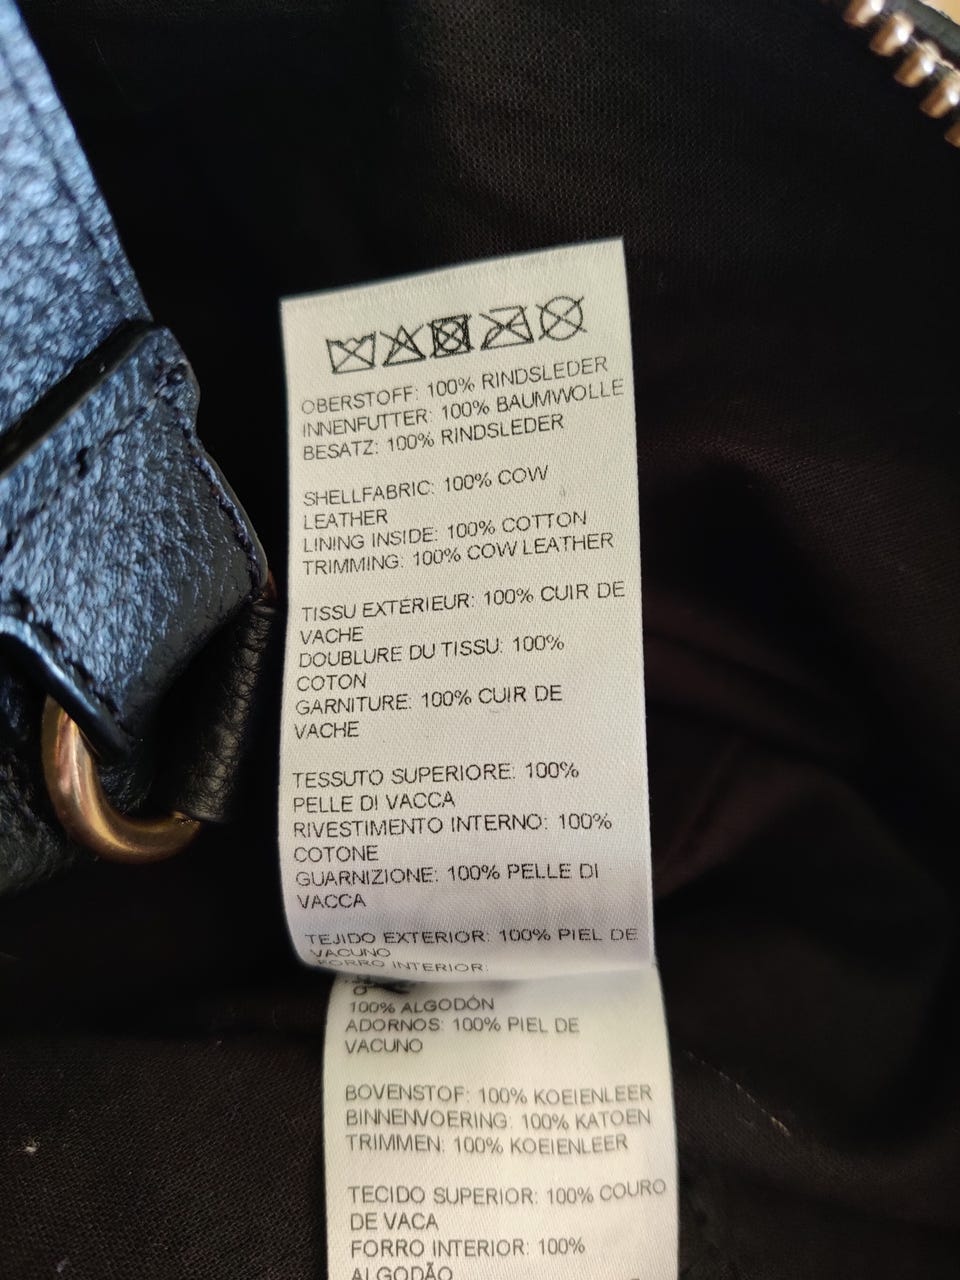 OBERSTOFF: 100% RINDSLEDER
INNENFUTTER: 100% BAUMWOLLE
BESATZ: 100% RINDSLEDER
SHELLFABRIC: 100% COW
LEATHER
LINING INSIDE: 100% COTTON
TRIMMING: 100% COW LEATHER
TISSU EXTÉRIEUR: 100% CUIR DE
VACHE
DOUBLURE DU TISSU: 100%
COTON
GARNITURE: 100% CUIR DE
VACHE
TESSUTO SUPERIORE: 100%
PELLE DI VACCA
RIVESTIMENTO INTERNO: 100%
COTONE
GUARNIZIONE: 100% PELLE DI
VACCA
TEJIDO EXTERIOR: 100% PIEL DE
VACUNO
FORRO INTERIOR:
100% ALGODÓN
ADORNOS: 100% PIEL DE
VACUNO
BOVENSTOF: 100% KOEIENLEER
BINNENVOERING: 100% KATOEN
TRIMMEN: 100% KOEIENLEER
TECIDO SUPERIOR: 100% COURO
DE VACA
FORRO INTERIOR: 100%
ALGODÃO